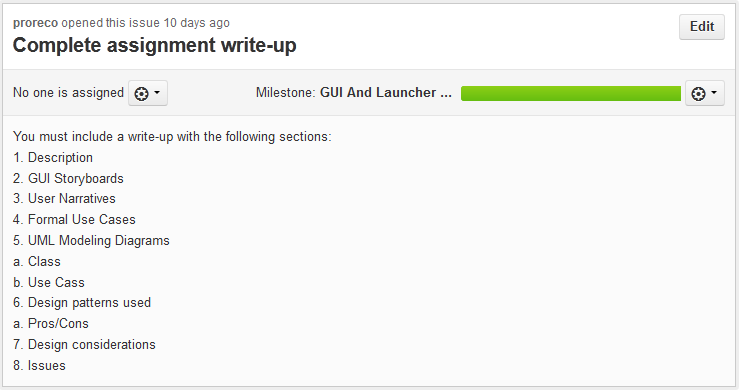 proreco opened this issue 10 days ago
Edit
Complete assignment write-up
No one is assigned
Milestone: GUI And Launcher ...
You must include a write-up with the following sections:
1. Description
2. GUI Storyboards
3. User Narratives
4. Formal Use Cases
5. UML Modeling Diagrams
a. Class
b. Use Cass
6. Design patterns used
a. Pros/Cons
7. Design considerations
8. Issues